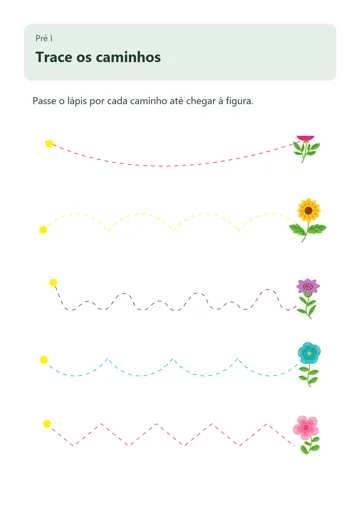 Pré I
Trace os caminhos
Passe o lápis por cada caminho até chegar à figura.